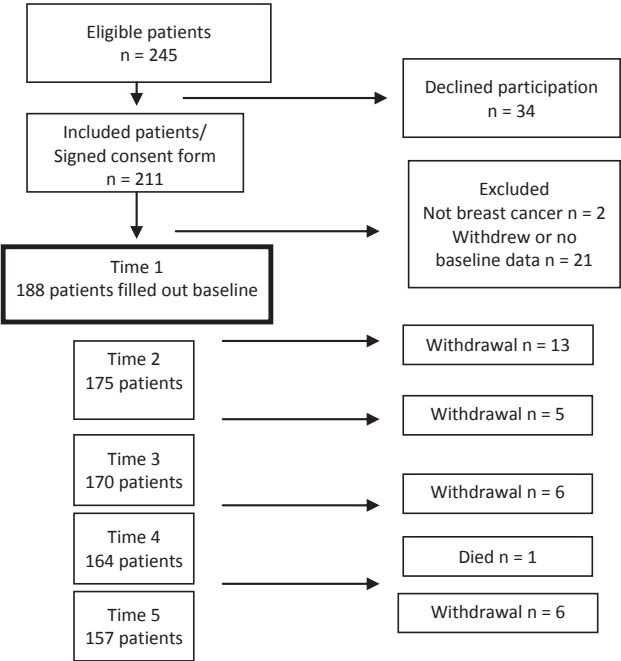 Eligible patients
n = 245
Declined participation
n = 34
Included patients/
Signed consent form
n = 211
Excluded
Not breast cancer n = 2
Withdrew or no
baseline data n = 21
Time 1
188 patients filled out baseline
Withdrawal n = 13
Time 2
175 patients
Withdrawal n = 5
Time 3
170 patients
Withdrawal n = 6
Time 4
164 patients
Died n = 1
Withdrawal n = 6
Time 5
157 patients